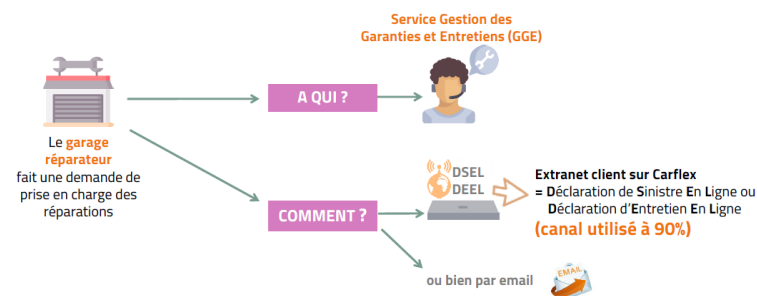 Service Gestion des
Garanties et Entretiens (GGE)
A QUI ?
Le garage
réparateur
fait une demande de
prise en charge des
réparations
DSEL
DEEL
Extranet client sur Carflex
= Déclaration de Sinistre En Ligne ou
Déclaration d’Entretien En Ligne
(canal utilisé à 90%)
COMMENT ?
ou bien par email
EMAIL